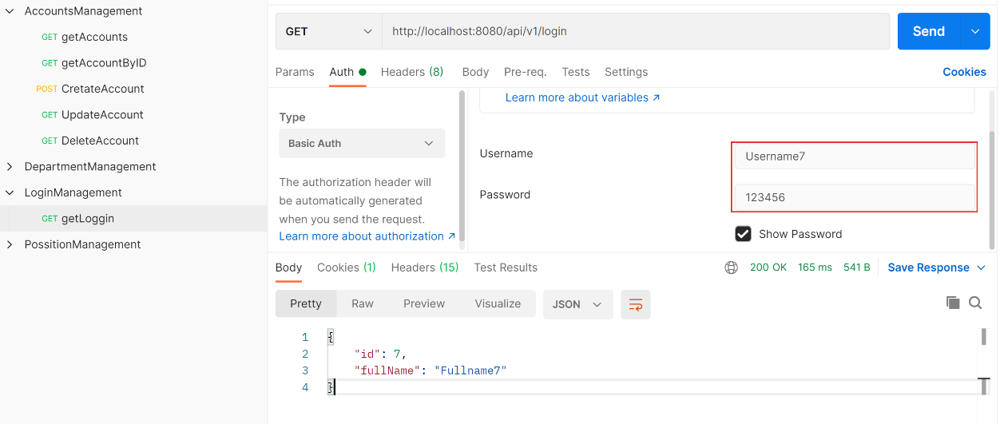 AccountsManagement
GET getAccounts
GET getAccountByID
POST CretateAccount
GET UpdateAccount
GET DeleteAccount
DepartmentManagement
LoginManagement
GET getLoggin
PossitionManagement
GET http://localhost:8080/api/v1/login Send
Params Auth Headers (8) Body Pre-req. Tests Settings Cookies
Learn more about variables ↗
Type
Basic Auth
The authorization header will
be automatically generated
when you send the request.
Learn more about authorization ↗
Username Username7
Password 123456
Show Password
Body Cookies (1) Headers (15) Test Results 200 OK 165 ms 541 B Save Response
Pretty Raw Preview Visualize JSON
1 {
2 "id": 7,
3 "fullName": "Fullname7"
4 }